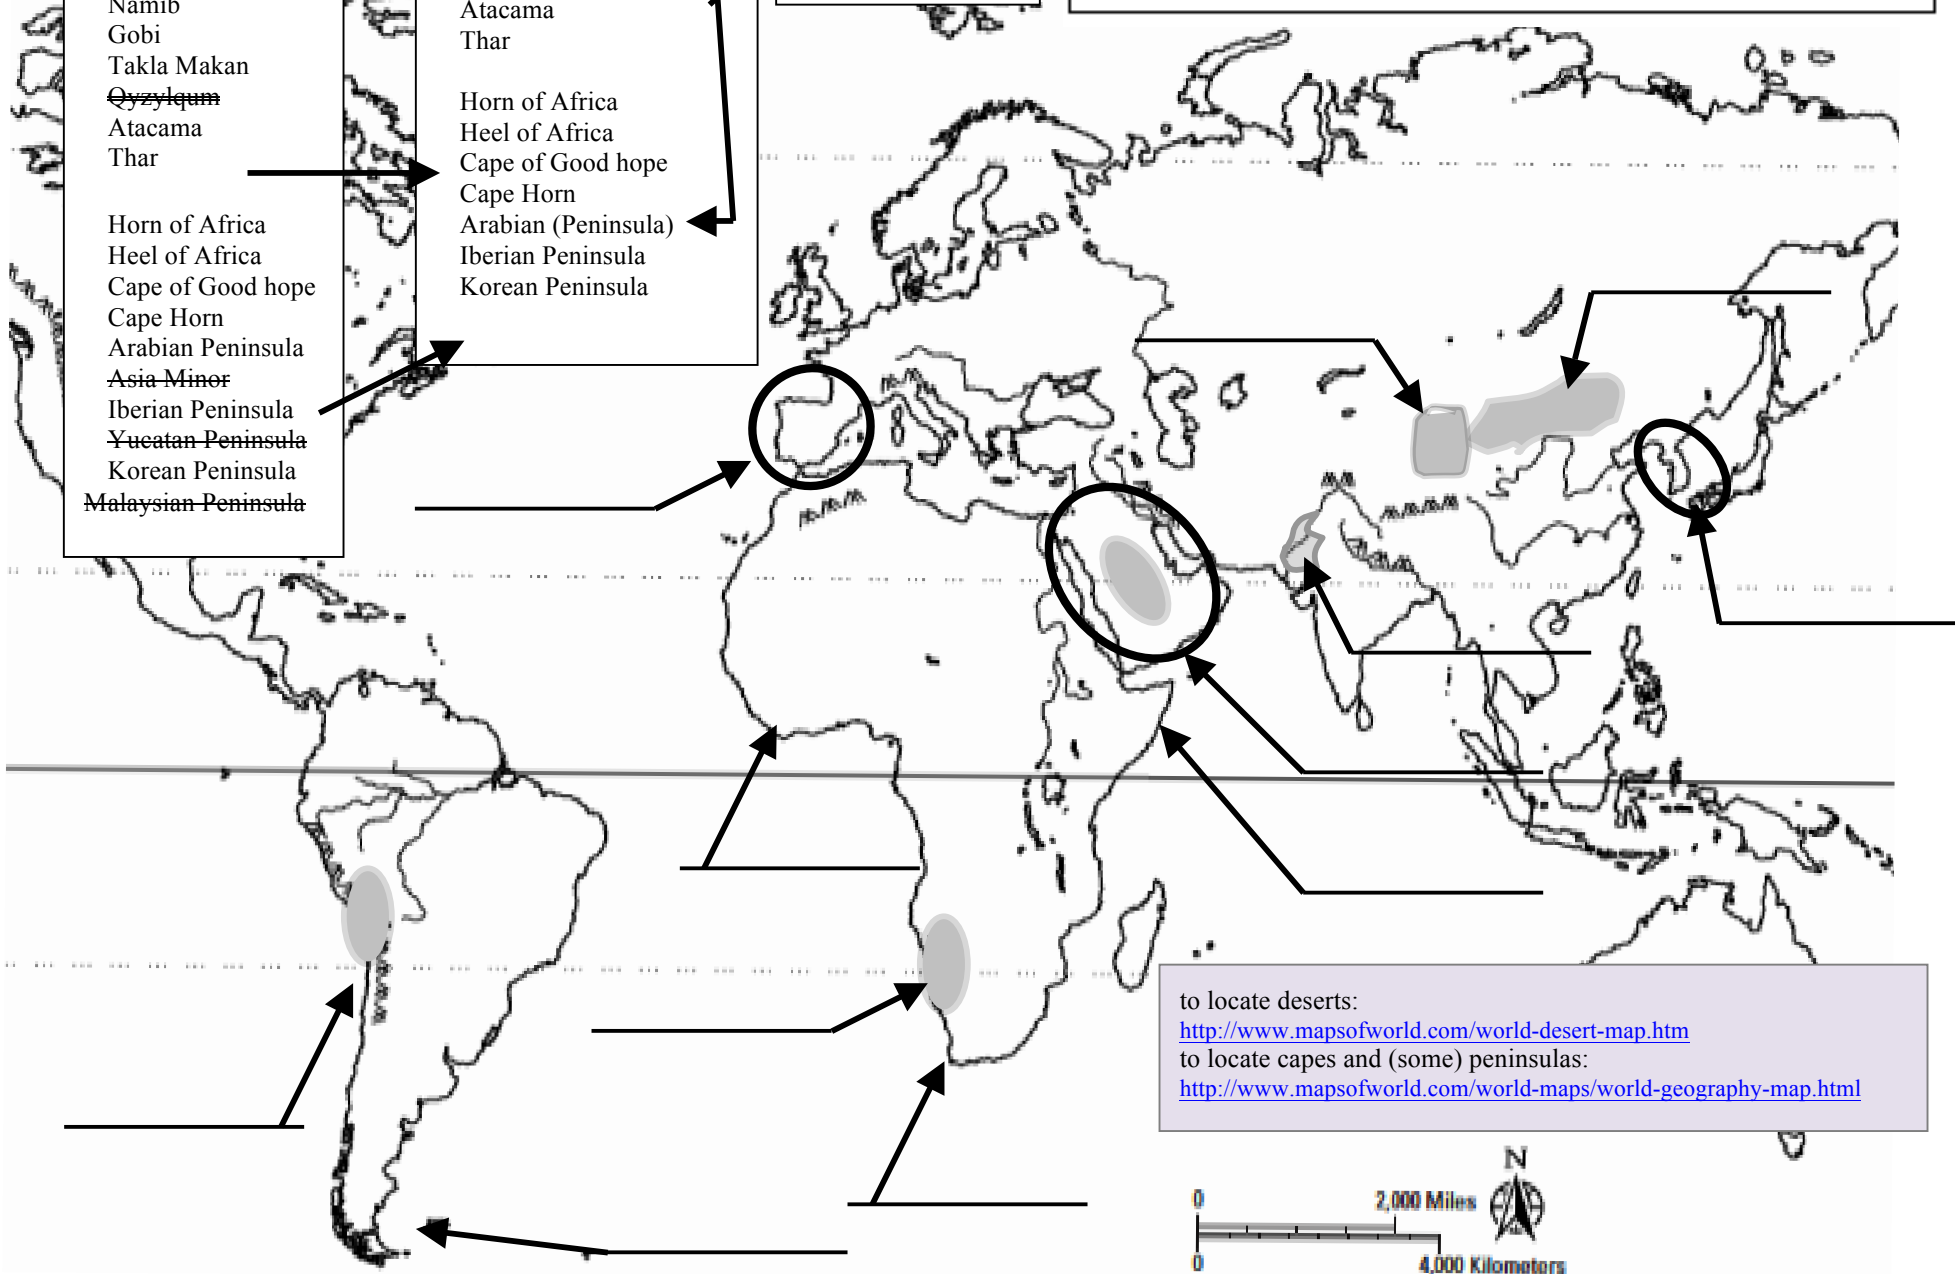 Namib
Gobi
Takla Makan
Qyzylqum
Atacama
Thar
Horn of Africa
Heel of Africa
Cape of Good hope
Cape Horn
Arabian Peninsula
Asia Minor
Iberian Peninsula
Yucatan Peninsula
Korean Peninsula
Malaysian Peninsula
Atacama
Thar
Horn of Africa
Heel of Africa
Cape of Good hope
Cape Horn
Arabian (Peninsula)
Iberian Peninsula
Korean Peninsula
to locate deserts:
http://www.mapsofworld.com/world-desert-map.htm
to locate capes and (some) peninsulas:
http://www.mapsofworld.com/world-maps/world-geography-map.html
N
0 2,000 Miles
0 4,000 Kilometers